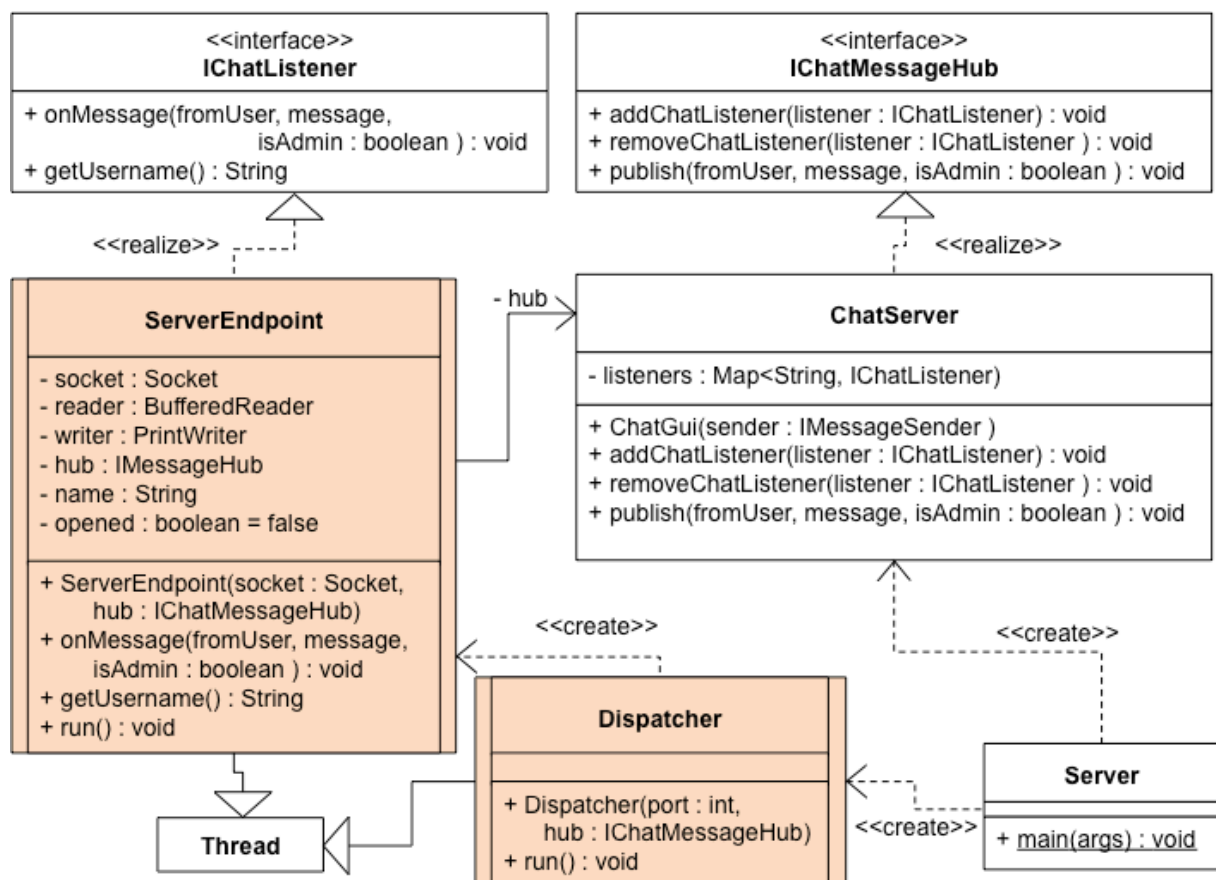 <<interface>>
IChatListener
+ onMessage(fromUser, message,
isAdmin : boolean ) : void
+ getUsername() : String
<<interface>>
IChatMessageHub
+ addChatListener(listener : IChatListener) : void
+ removeChatListener(listener : IChatListener ) : void
+ publish(fromUser, message, isAdmin : boolean ) : void
<<realize>>
<<realize>>
ServerEndpoint
- socket : Socket
- reader : BufferedReader
- writer : PrintWriter
- hub : IMessageHub
- name : String
- opened : boolean = false
+ ServerEndpoint(socket : Socket,
hub : IChatMessageHub)
+ onMessage(fromUser, message,
isAdmin : boolean ) : void
+ getUsername() : String
+ run() : void
- hub
ChatServer
- listeners : Map<String, IChatListener)
+ ChatGui(sender : IMessageSender )
+ addChatListener(listener : IChatListener) : void
+ removeChatListener(listener : IChatListener ) : void
+ publish(fromUser, message, isAdmin : boolean ) : void
<<create>>
<<create>>
Dispatcher
+ Dispatcher(port : int,
hub : IChatMessageHub)
+ run() : void
<<create>>
Server
+ main(args) : void
Thread